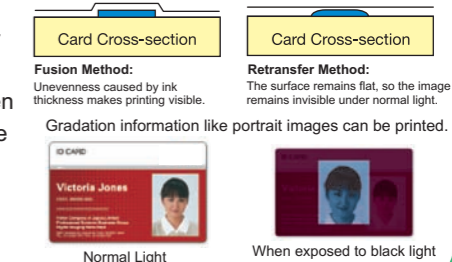 Card Cross-section
Card Cross-section
Fusion Method:
Unevenness caused by ink
thickness makes printing visible.
Retransfer Method:
The surface remains flat, so the image
remains invisible under normal light.
en
e
Gradation information like portrait images can be printed.
ID CARD
Victoria Jones
Normal Light
When exposed to black light